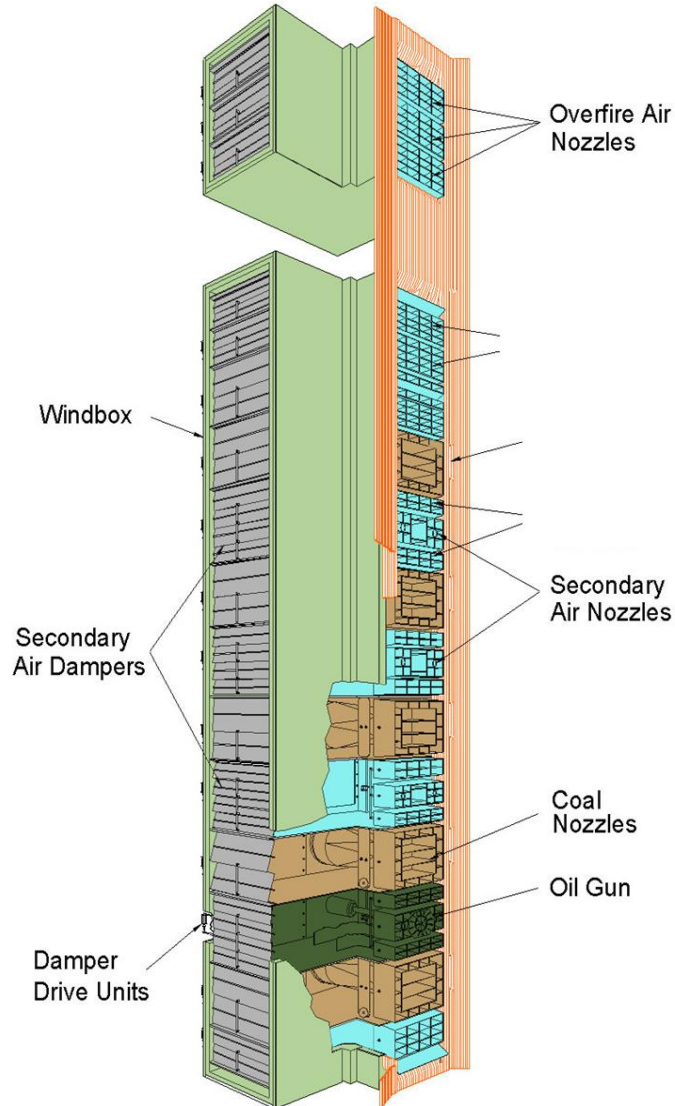 Overfire Air
Nozzles
Windbox
Secondary
Air Nozzles
Secondary
Air Dampers
Coal
Nozzles
Oil Gun
Damper
Drive Units